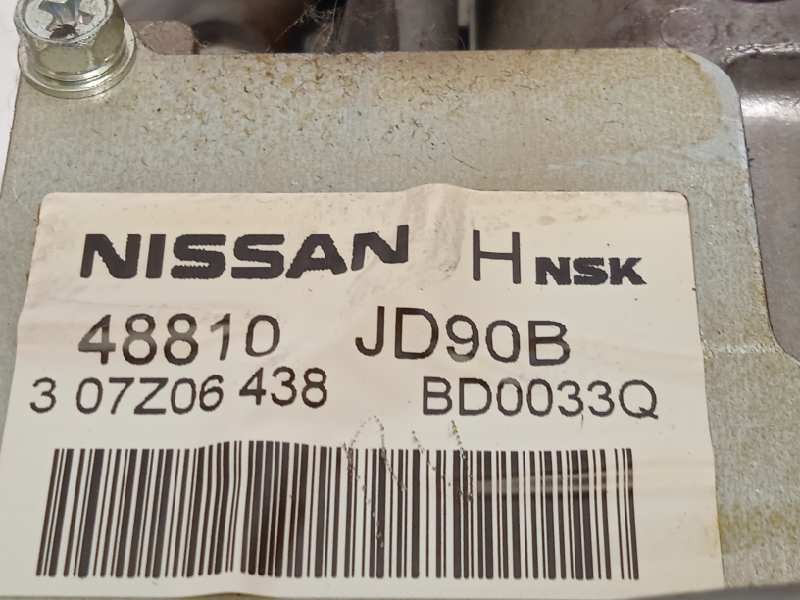 NISSAN H NSK
48810 JD90B
3 07Z06 438 BD0033Q